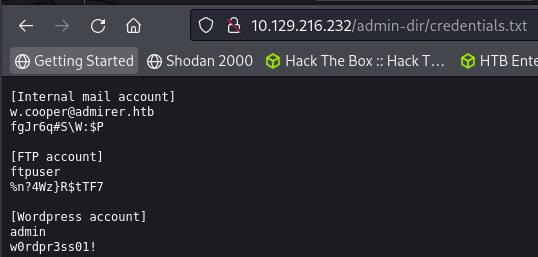 10.129.216.232/admin-dir/credentials.txt
Getting Started Shodan 2000 Hack The Box :: Hack T… HTB Ente
[Internal mail account]
w.cooper@admirer.htb
fgJr6q#S\W:$P
[FTP account]
ftpuser
%n?4Wz}R$tTF7
[Wordpress account]
admin
w0rdpr3ss01!